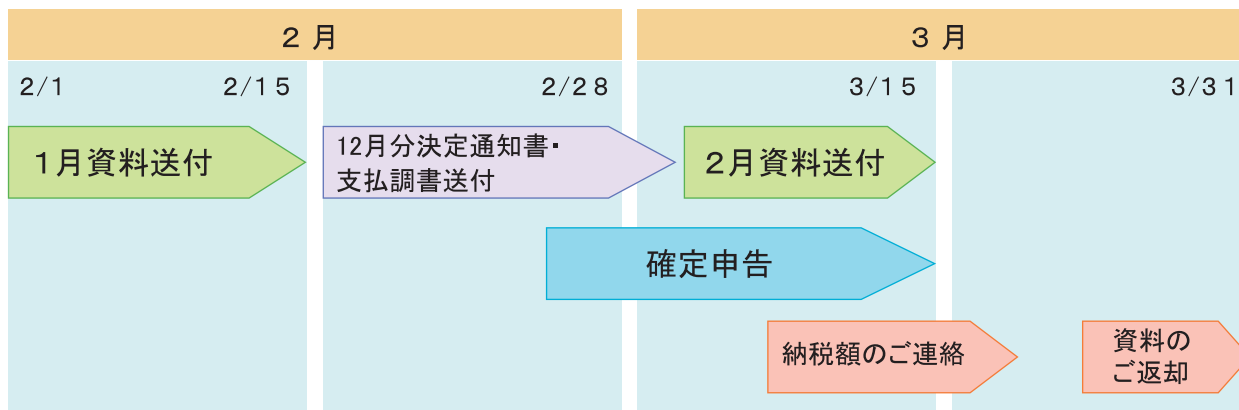 ２月
３月
2/1
2/15
2/28
3/15
3/31
１月資料送付
12月分決定通知書・
支払調書送付
２月資料送付
確定申告
納税額のご連絡
資料の
ご返却